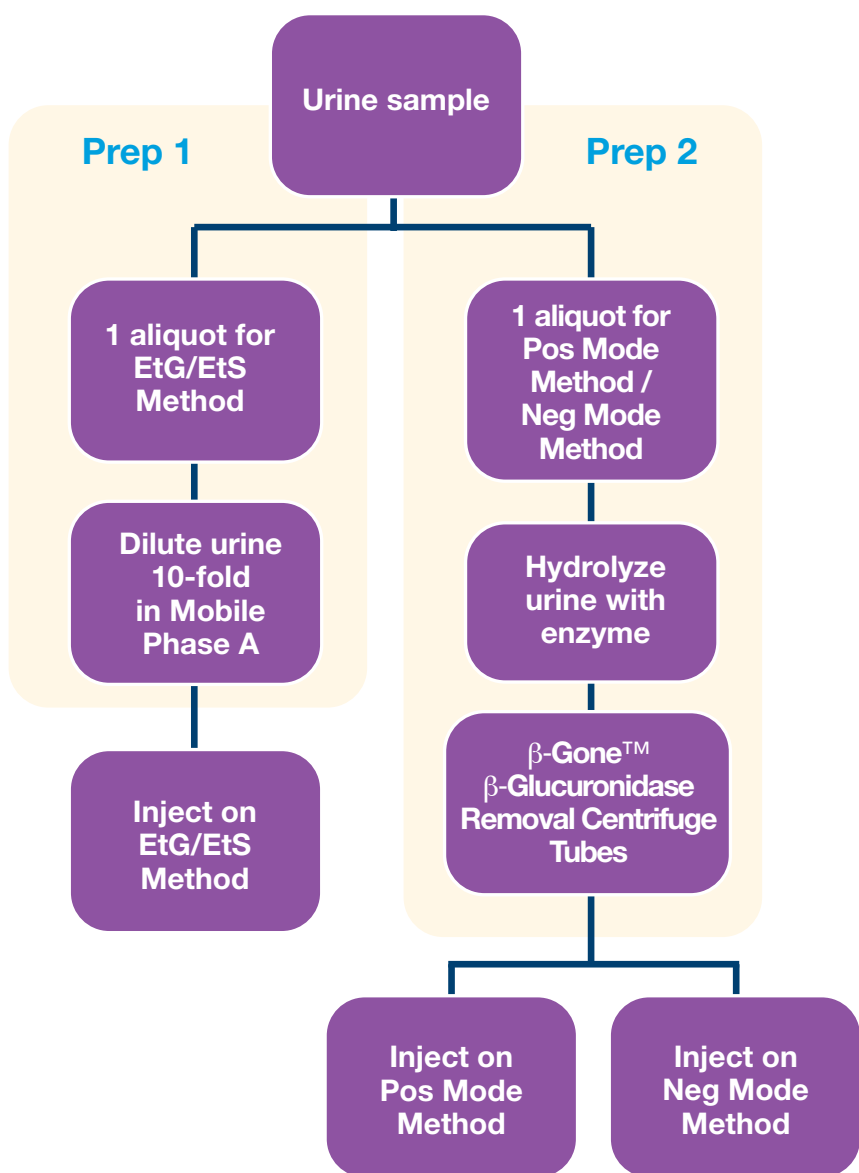 Urine sample
Prep 1
Prep 2
1 aliquot for
EtG/EtS
Method
Dilute urine
10-fold
in Mobile
Phase A
Inject on
EtG/EtS
Method
1 aliquot for
Pos Mode
Method /
Neg Mode
Method
Hydrolyze
urine with
enzyme
β-Gone™
β-Glucuronidase
Removal Centrifuge
Tubes
Inject on
Pos Mode
Method
Inject on
Neg Mode
Method